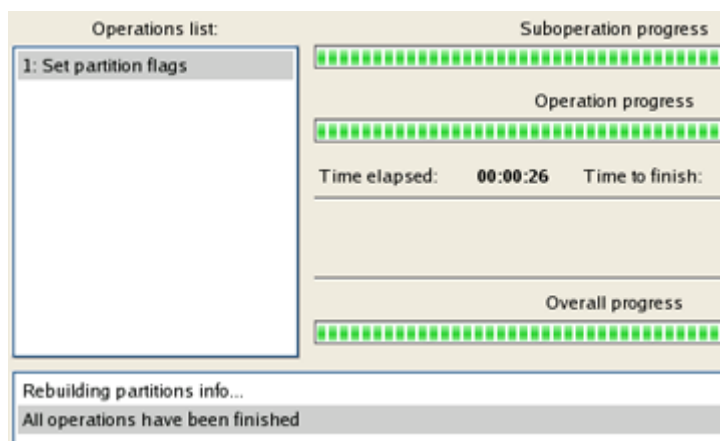 Operations list:
1: Set partition flags
Suboperation progress
Operation progress
Time elapsed: 00:00:26 Time to finish:
Overall progress
Rebuilding partitions info...
All operations have been finished